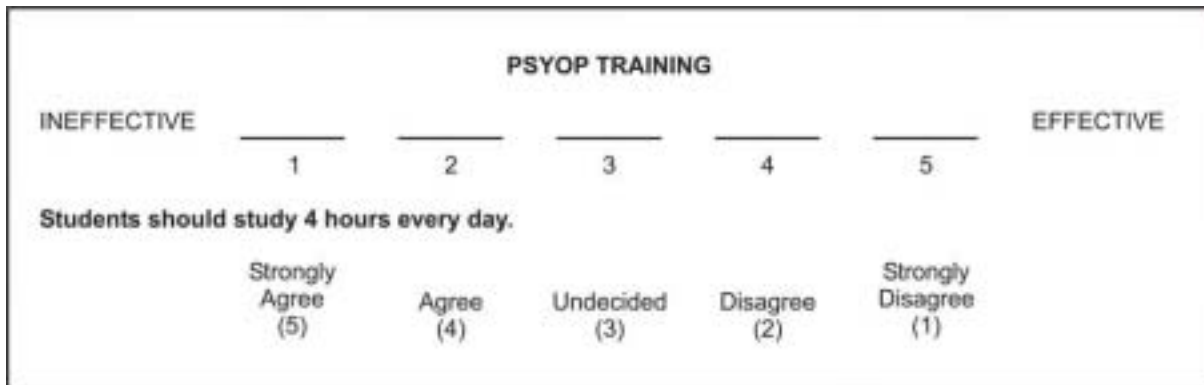 PSYOP TRAINING
INEFFECTIVE EFFECTIVE
1 2 3 4 5
Students should study 4 hours every day.
Strongly Agree (5) Agree (4) Undecided (3) Disagree (2) Strongly Disagree (1)